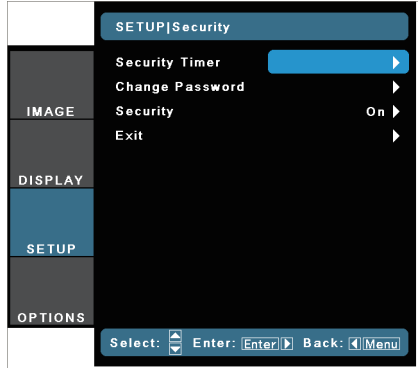 SETUP|Security
Security Timer
Change Password
Security On
Exit
IMAGE
DISPLAY
SETUP
OPTIONS
Select: Enter: Enter Back: Menu